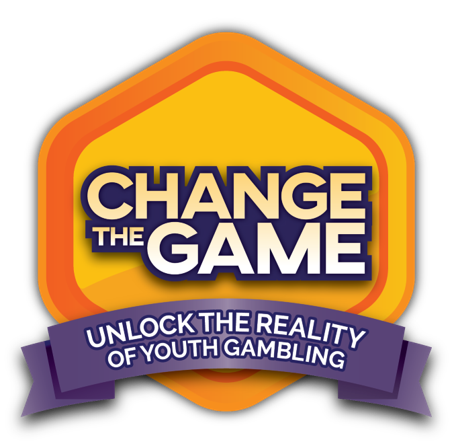 CHANGE
THE GAME
UNLOCK THE REALITY
OF YOUTH GAMBLING